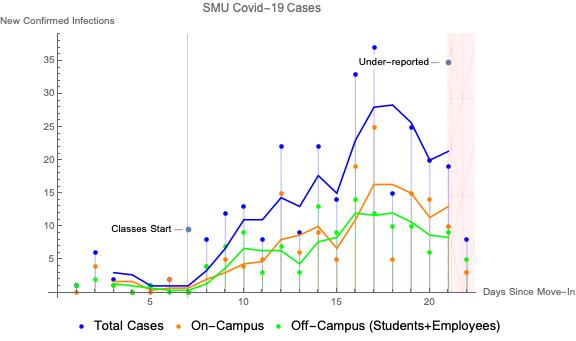 SMU Covid-19 Cases
New Confirmed Infections
35
Under-reported
30
25
20
15
10
Classes Start
5
5 10 15 20
Days Since Move-In
Total Cases On-Campus Off-Campus (Students+Employees)